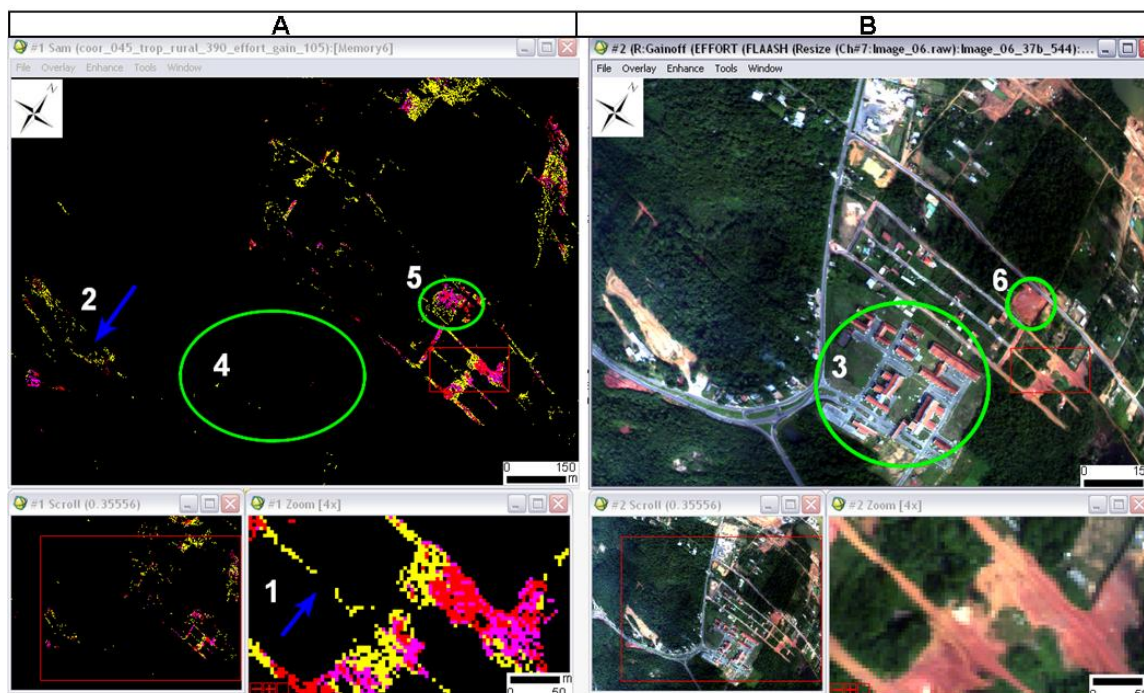 A B
#1 Sam (coor_045_trop_rural_390_effort_gain_105):[Memory6]
File Overlay Enhance Tools Window
N
2
5
4
0 150
m
#2 (R:Gainoff (EFFORT (FLAASH (Resize (Ch#7:Image_06.raw):Image_06_37b_544):...
File Overlay Enhance Tools Window
N
6
3
0 15
#1 Scroll (0.35556)
#1 Zoom [4x]
1
0 50
#2 Scroll (0.35556)
#2 Zoom [4x]